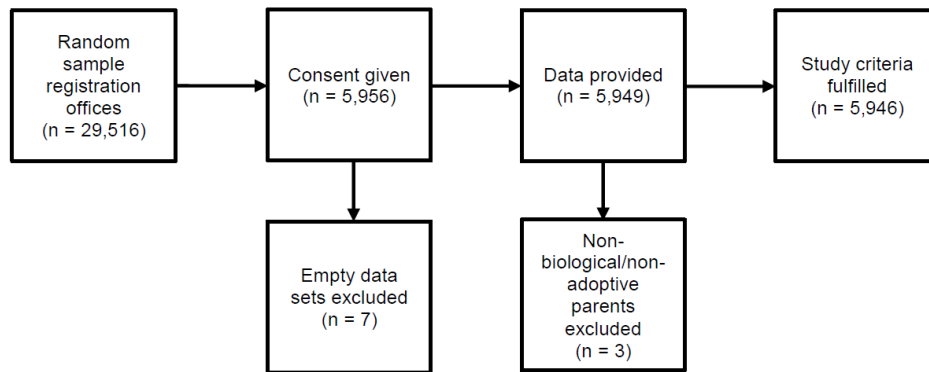 Random
sample
registration
offices
(n = 29,516)
Consent given
(n = 5,956)
Data provided
(n = 5,949)
Study criteria
fulfilled
(n = 5,946)
Empty data
sets excluded
(n = 7)
Non-
biological/non-
adoptive
parents
excluded
(n = 3)